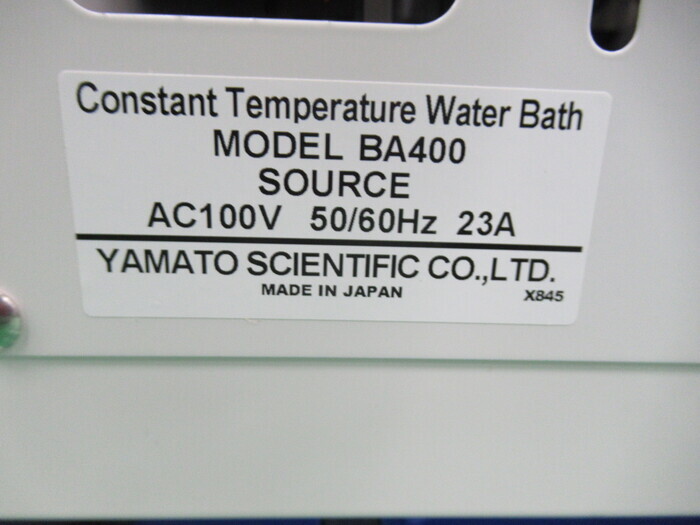 Constant Temperature Water Bath
MODEL BA400
SOURCE
AC100V 50/60Hz 23A
YAMATO SCIENTIFIC CO.,LTD.
MADE IN JAPAN
X845